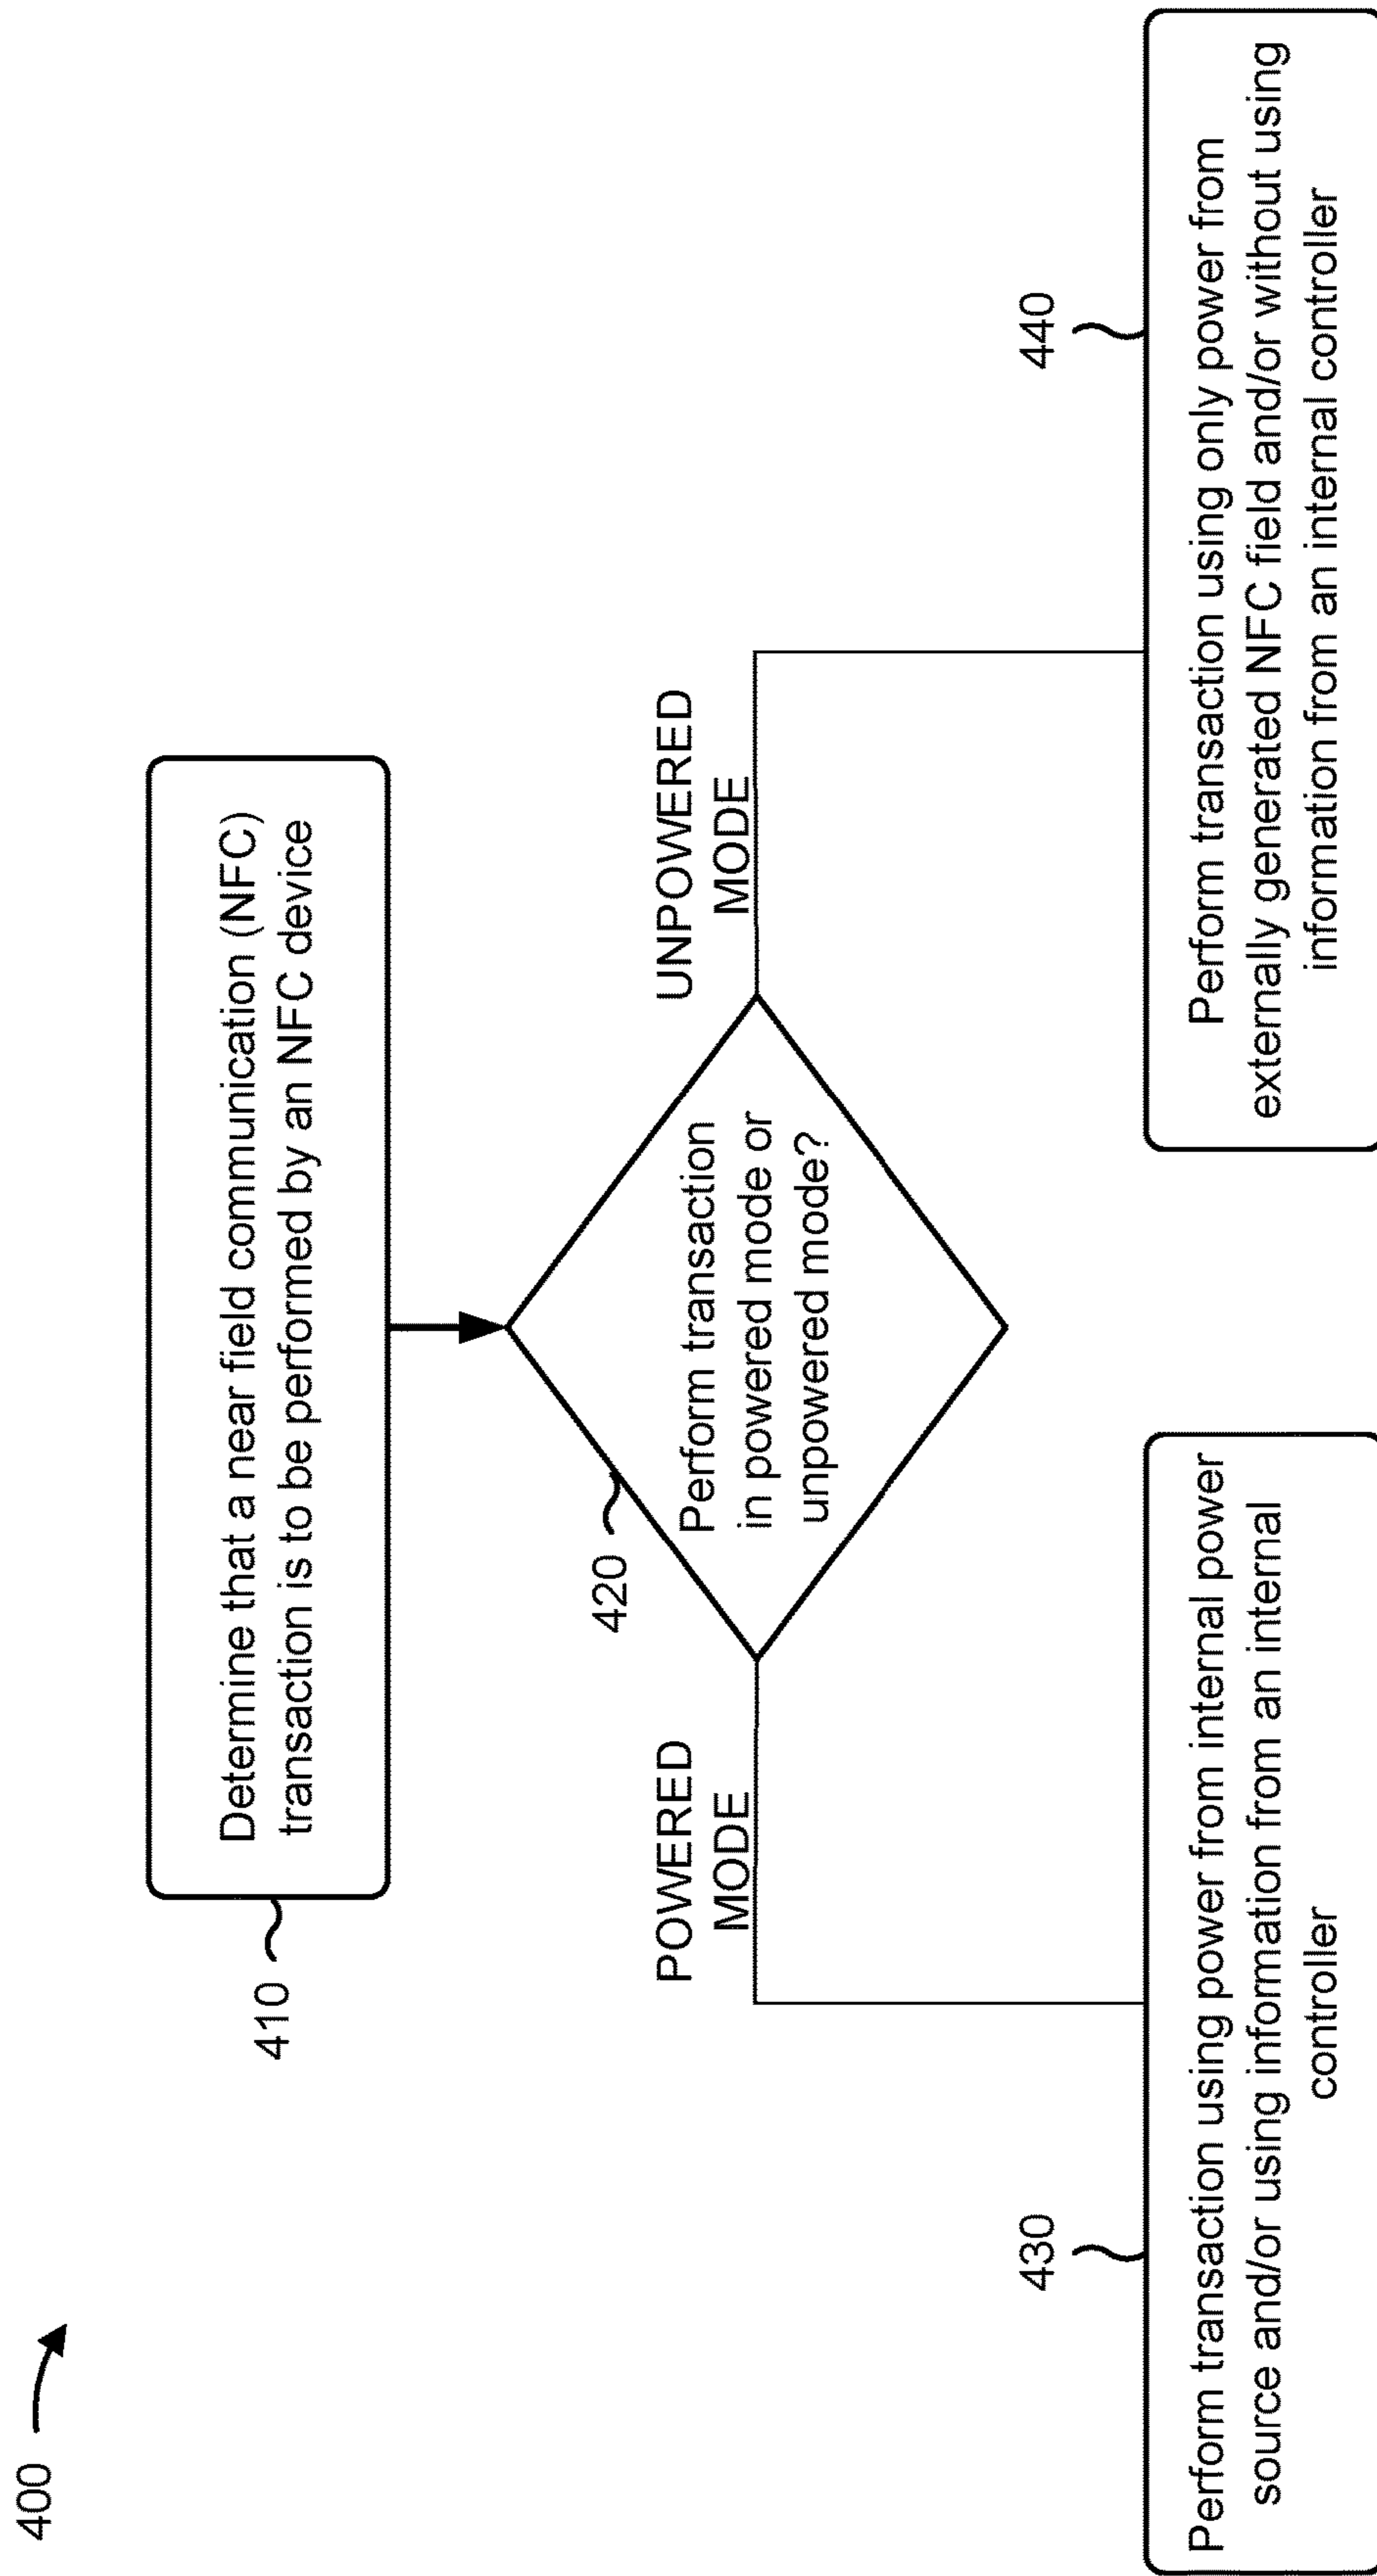 400
410
Determine that a near field communication (NFC)
transaction is to be performed by an NFC device
420
Perform transaction
in powered mode or
unpowered mode?
POWERED
MODE
UNPOWERED
MODE
430
Perform transaction using power from internal power
source and/or using information from an internal
controller
440
Perform transaction using only power from
externally generated NFC field and/or without using
information from an internal controller